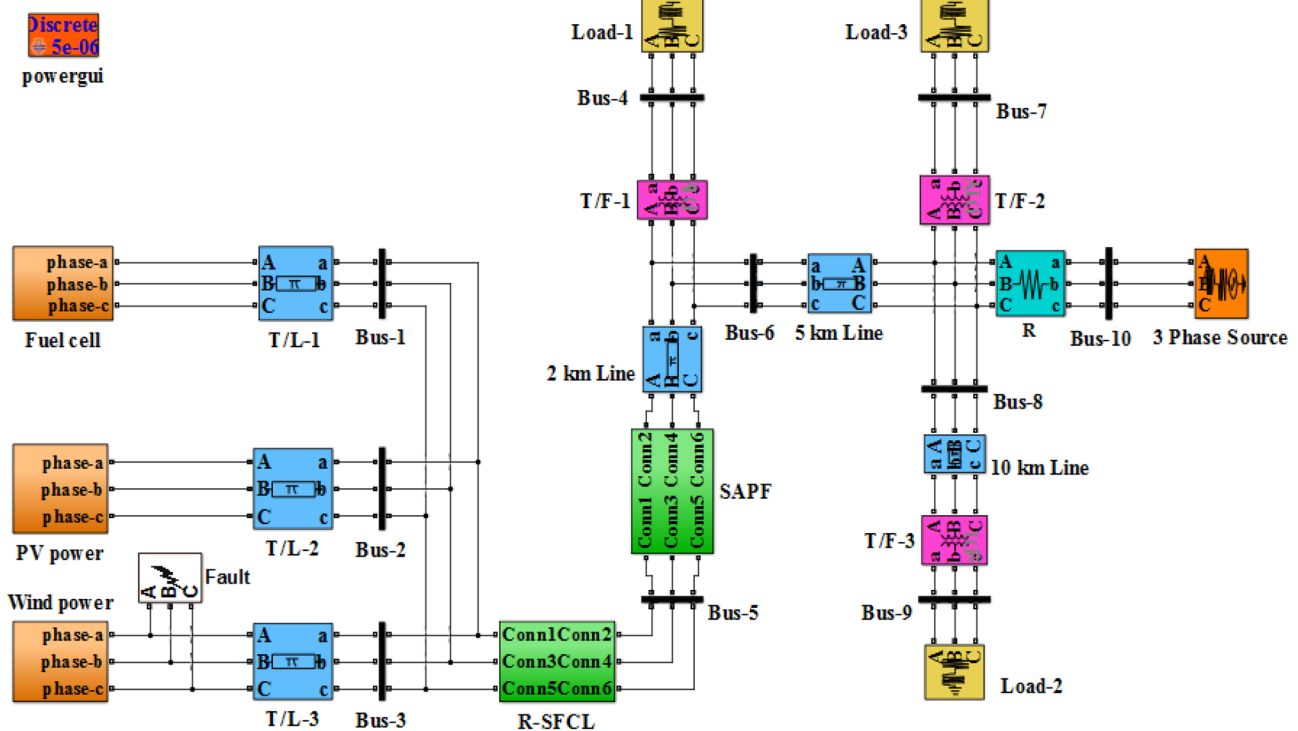 Discrete
5e-06
powergui
Load-1
A B C
Load-3
A B C
Bus-4
Bus-7
T/F-1
a b c
A B C
T/F-2
a b c
A B C
phase-a
phase-b
phase-c
Fuel cell
A a
B π b
C c
T/L-1
Bus-1
Bus-6
a A
b π B
c C
5 km Line
A a
B b
C c
R
Bus-10
A
B
C
3 Phase Source
2 km Line
a b c
π
A B C
Bus-8
a b c
A B C
10 km Line
Conn2 Conn4 Conn6
Conn1 Conn3 Conn5
SAPF
phase-a
phase-b
phase-c
PV power
A a
B π b
C c
T/L-2
Bus-2
T/F-3
A B C
a b c
Fault
A B C
Bus-5
Bus-9
Wind power
phase-a
phase-b
phase-c
A a
B π b
C c
T/L-3
Bus-3
Conn1Conn2
Conn3Conn4
Conn5Conn6
R-SFCL
A B C
Load-2